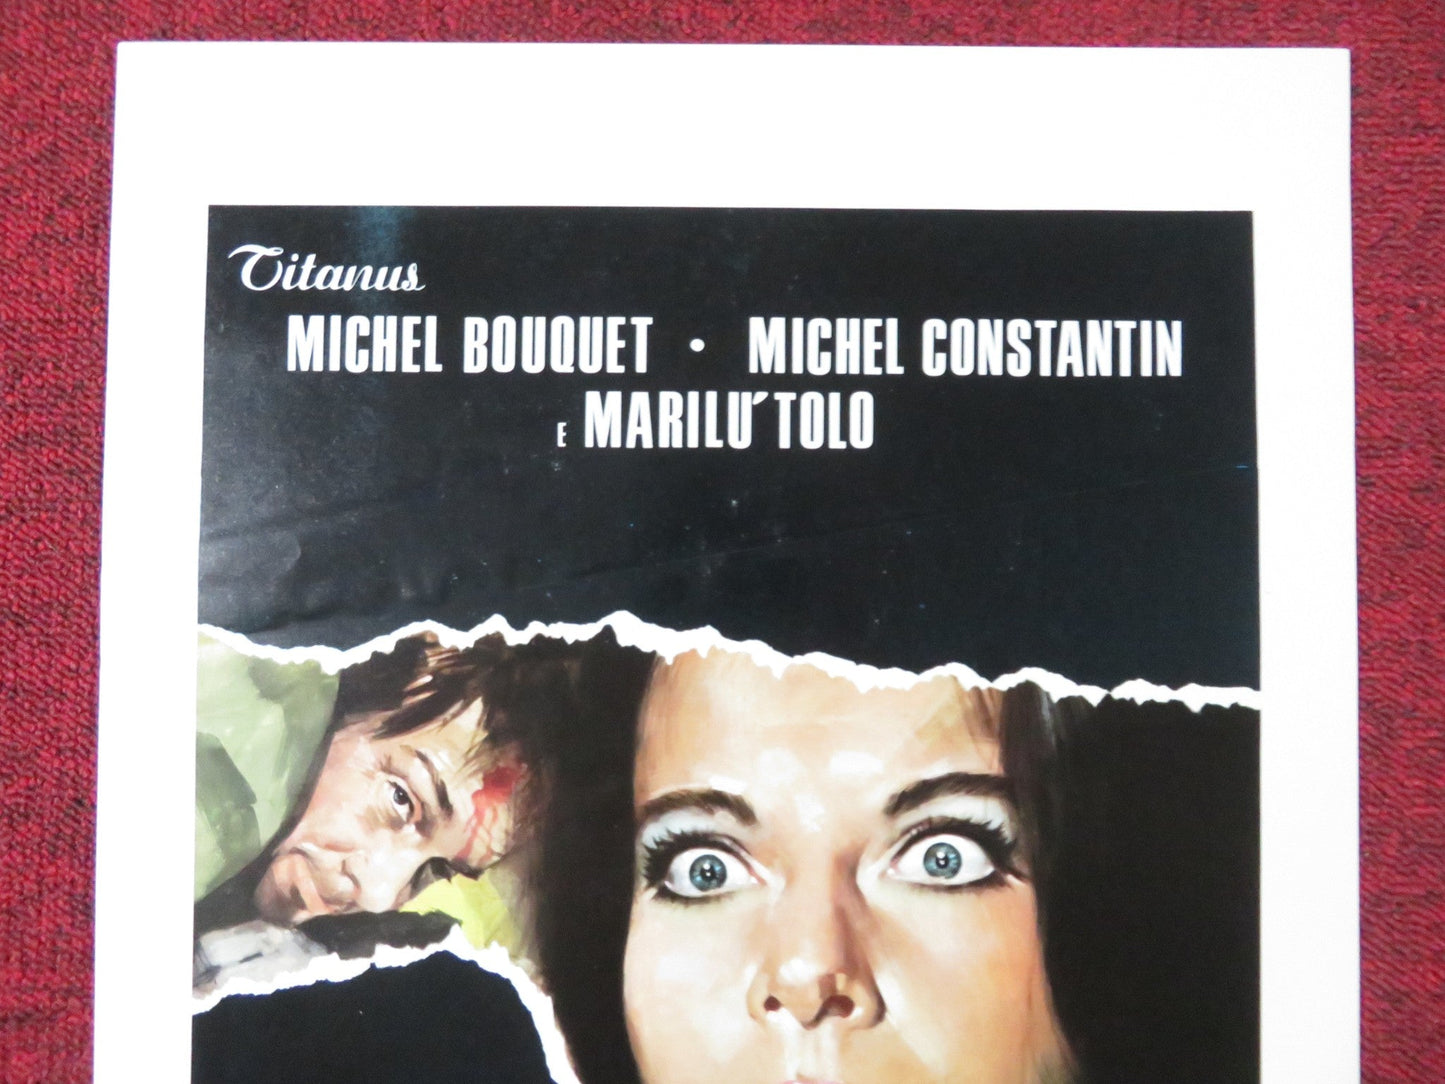 Titanus
MICHEL BOUQUET • MICHEL CONSTANTIN
E MARILU´ TOLO